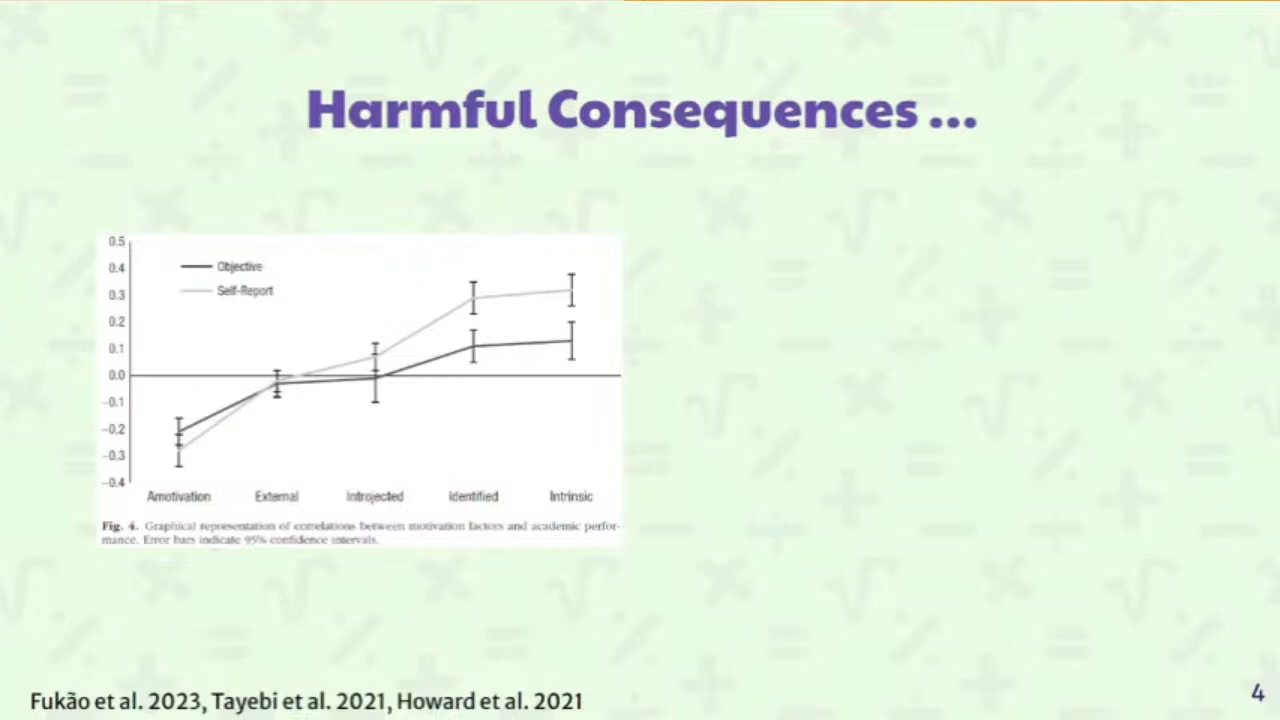 Harmful Consequences ...
0.5
0.4
0.3
0.2
0.1
0.0
–0.1
–0.2
–0.3
–0.4
Objective
Self-Report
Amotivation External Introjected Identified Intrinsic
Fig. 4. Graphical representation of correlations between motivation factors and academic perfor-
mance. Error bars indicate 95% confidence intervals.
Fukão et al. 2023, Tayebi et al. 2021, Howard et al. 2021
4